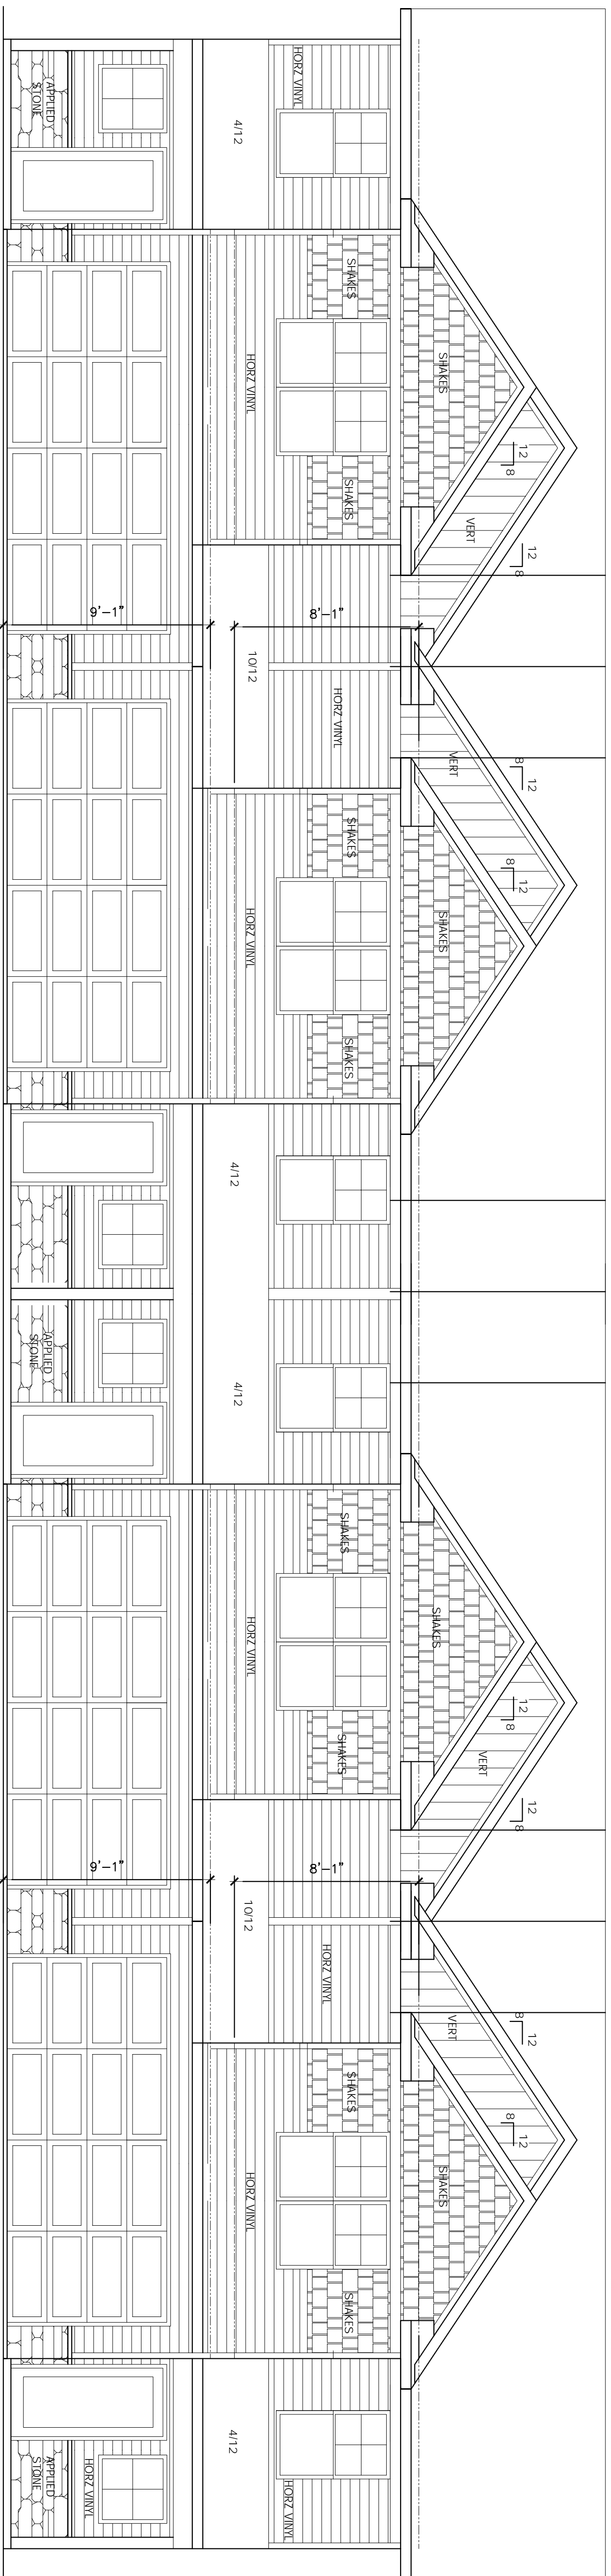 12
8
12
8
12
8
12
8
12
8
12
8
12
8
12
8
VERT
VERT
VERT
VERT
SHAKES
SHAKES
SHAKES
SHAKES
SHAKES
SHAKES
SHAKES
SHAKES
SHAKES
SHAKES
SHAKES
SHAKES
HORZ VINYL
8'-1"
HORZ VINYL
8'-1"
HORZ VINYL
HORZ VINYL
4/12
HORZ VINYL
10/12
HORZ VINYL
4/12
4/12
HORZ VINYL
10/12
HORZ VINYL
4/12
9'-1"
9'-1"
HORZ VINYL
APPLIED
STONE
APPLIED
STONE
APPLIED
STONE